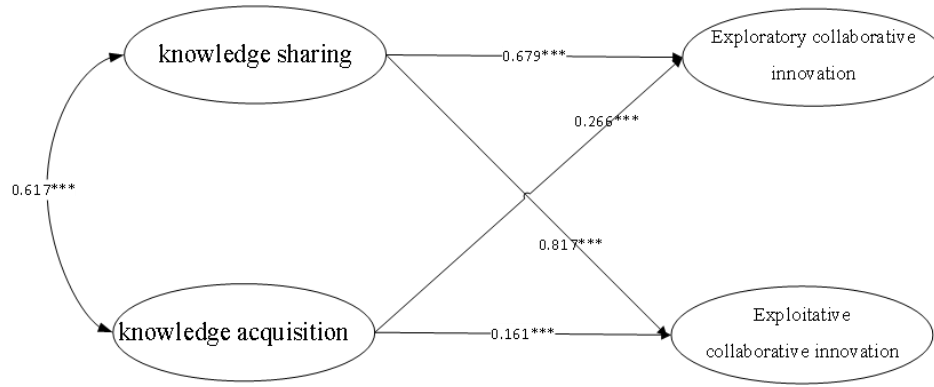 knowledge sharing
0.679***
Exploratory collaborative
innovation
0.266***
0.617***
0.817***
knowledge acquisition
0.161***
Exploitative
collaborative innovation